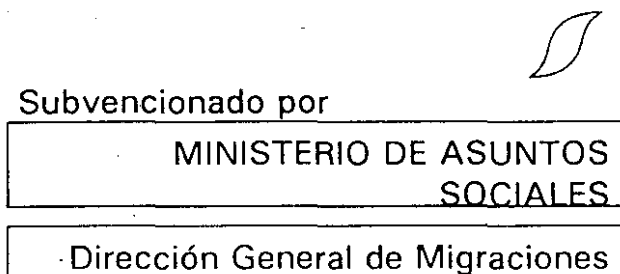 Subvencionado por
MINISTERIO DE ASUNTOS
SOCIALES
Dirección General de Migraciones